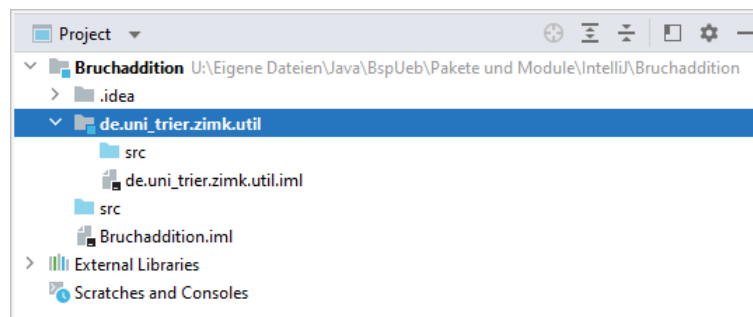 Project
Bruchaddition U:\Eigene Dateien\Java\BspUeb\Pakete und Module\IntelliJ\Bruchaddition
.idea
de.uni_trier.zimk.util
src
de.uni_trier.zimk.util.iml
src
Bruchaddition.iml
External Libraries
Scratches and Consoles